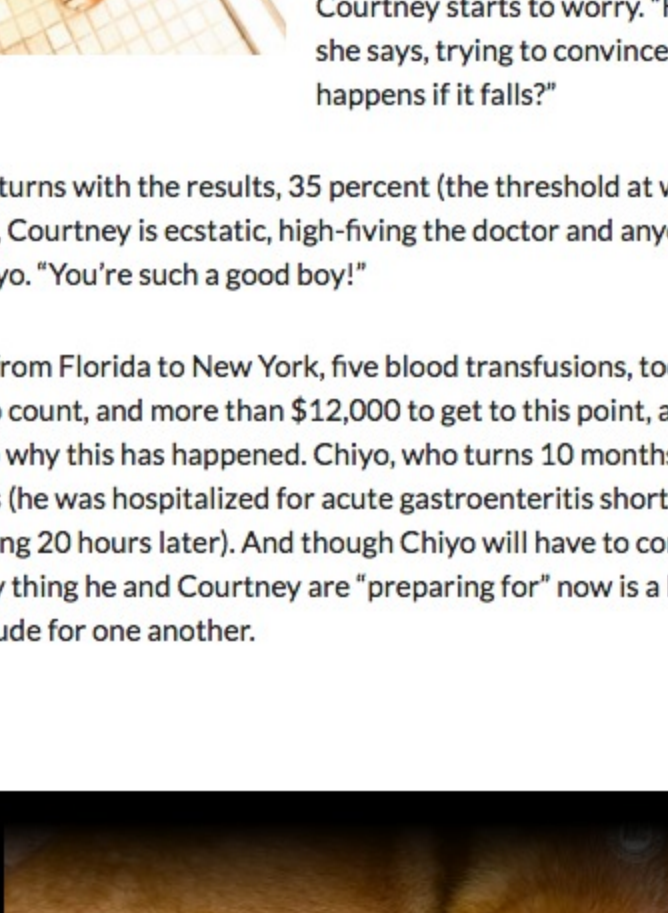 Courtney starts to worry. "
she says, trying to convince
happens if it falls?”
turns with the results, 35 percent (the threshold at
, Courtney is ecstatic, high-fiving the doctor and
yo. “You’re such a good boy!”
rom Florida to New York, five blood transfusions,
count, and more than $12,000 to get to this point,
why this has happened. Chiyo, who turns 10 months
(he was hospitalized for acute gastroenteritis short
ng 20 hours later). And though Chiyo will have to
y thing he and Courtney are “preparing for” now is a
ude for one another.